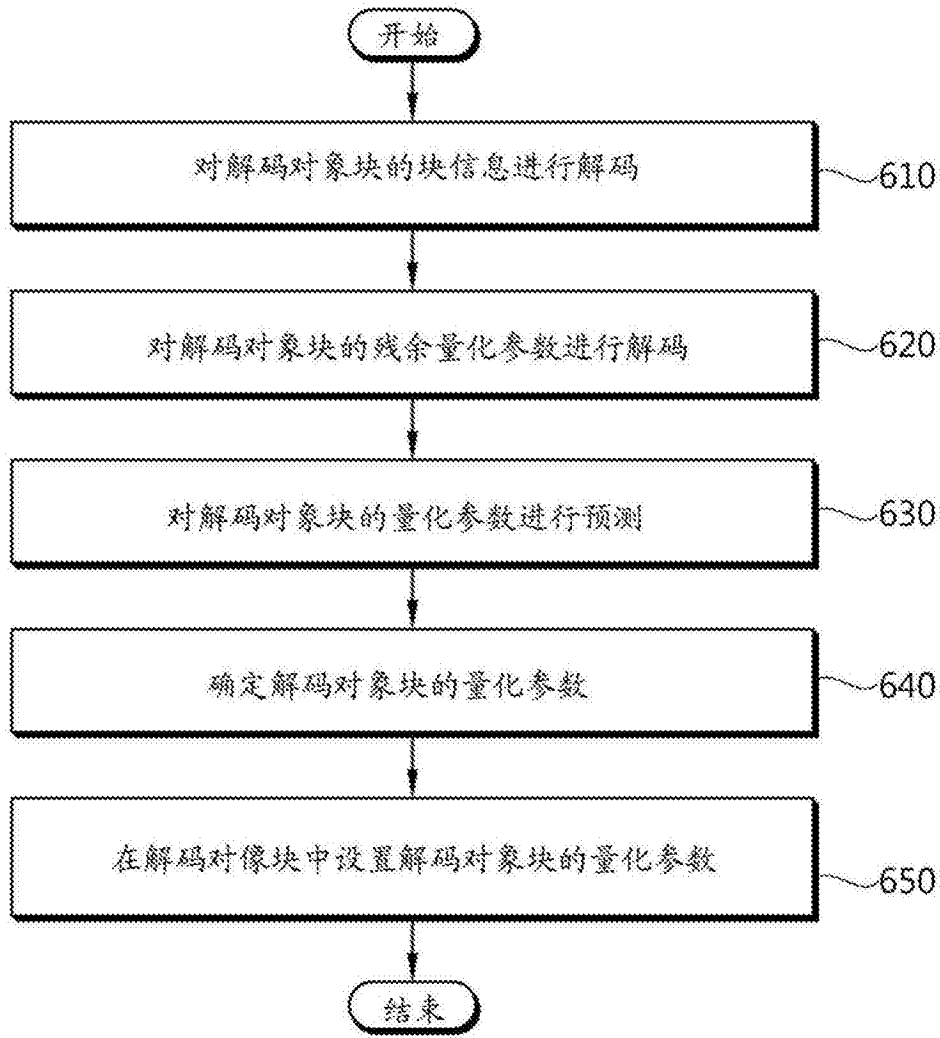 开始
对解码对象块的块信息进行解码
610
对解码对象块的残余量化参数进行解码
620
对解码对象块的量化参数进行预测
630
确定解码对象块的量化参数
640
在解码对像块中设置解码对象块的量化参数
650
结束